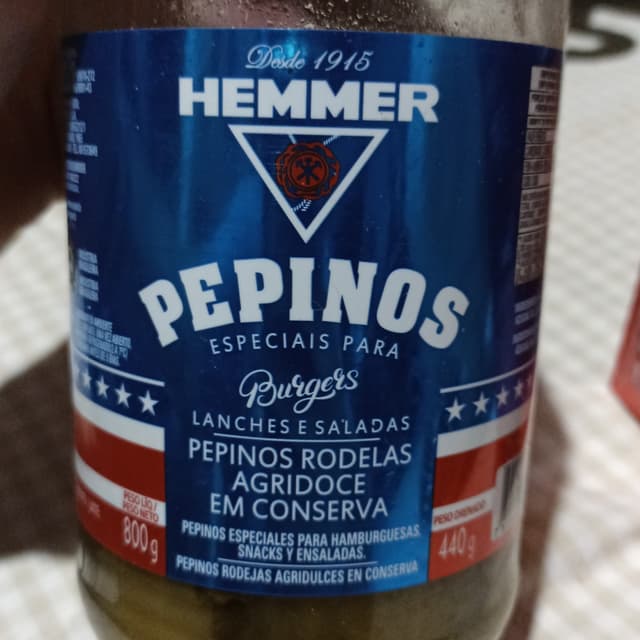 Desde 1915
HEMMER
PEPINOS
ESPECIAIS PARA
Burgers
LANCHES E SALADAS
PEPINOS RODELAS
AGRIDOCE
EM CONSERVA
PEPINOS ESPECIALES PARA HAMBURGUESAS,
SNACKS Y ENSALADAS.
PEPINOS RODEJAS AGRIDULCES EN CONSERVA
PESO LÍQ./
PESO NETO
800g
PESO DRENADO
440g